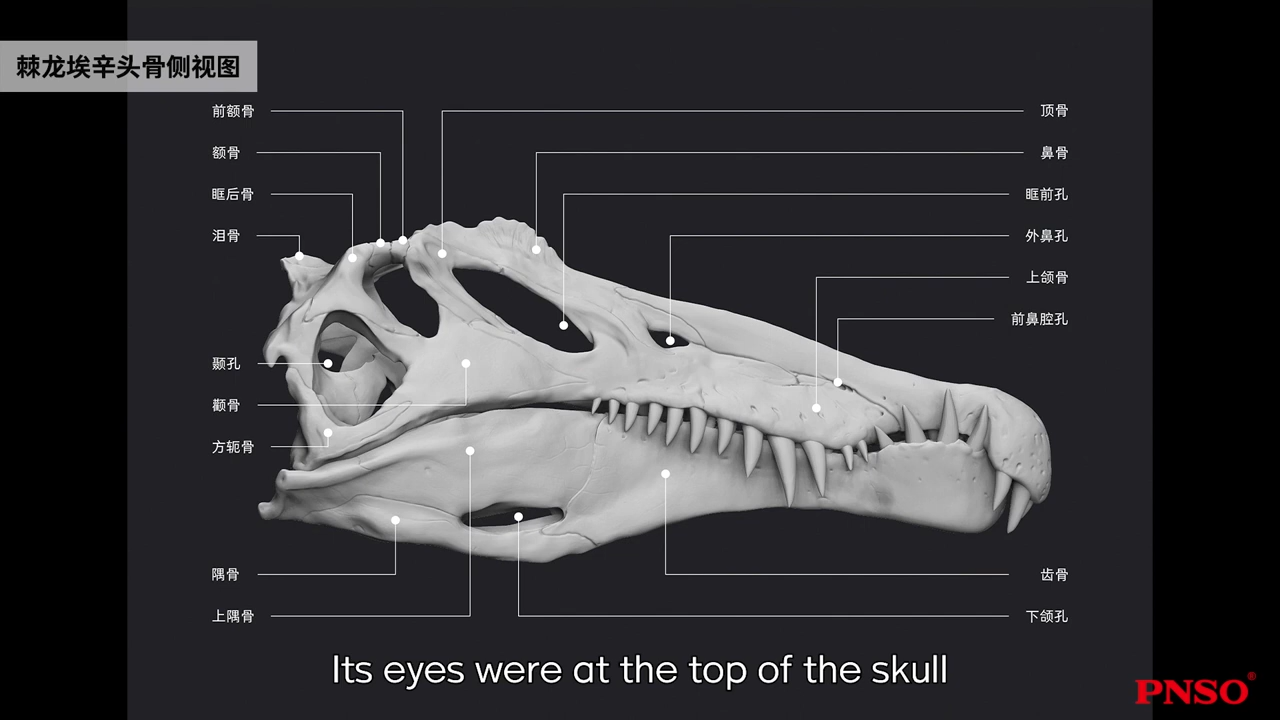 棘龙埃辛头骨侧视图
前额骨
额骨
眶后骨
泪骨
颞孔
颧骨
方轭骨
隅骨
上隅骨
顶骨
鼻骨
眶前孔
外鼻孔
上颌骨
前鼻腔孔
齿骨
下颌孔
Its eyes were at the top of the skull
PNSO®